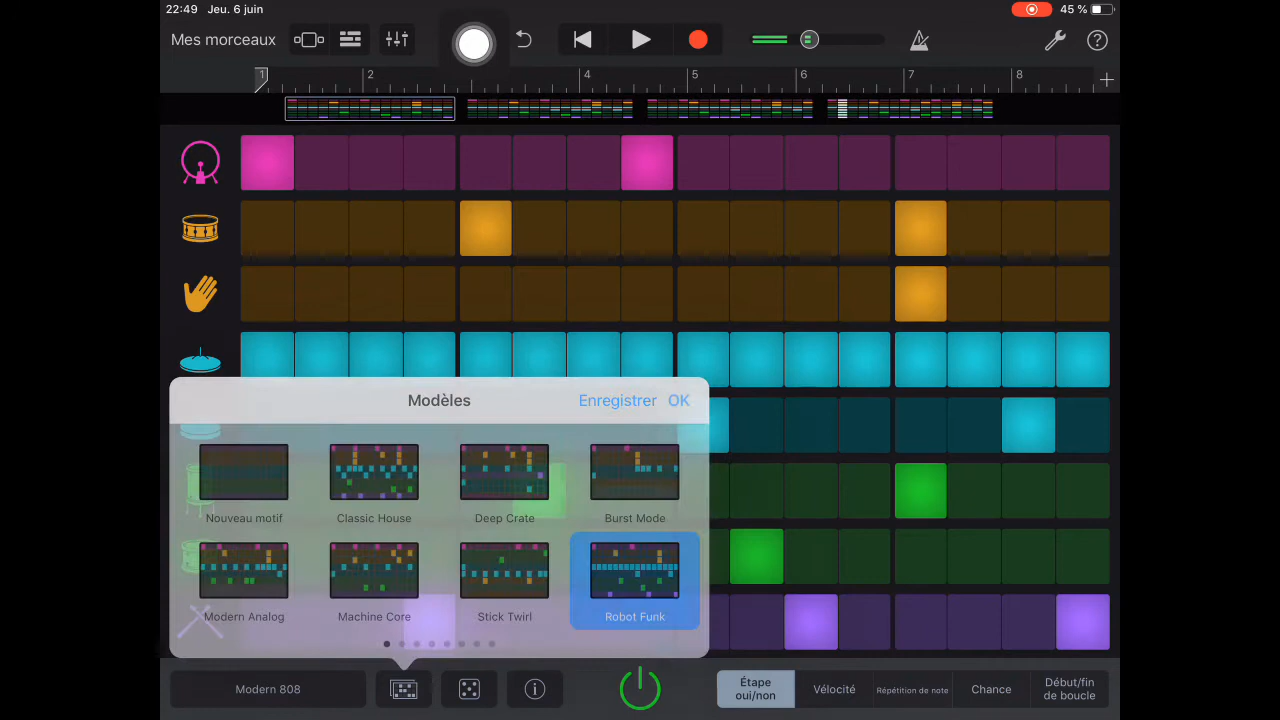 22:49 Jeu. 6 juin 45 %
Mes morceaux
1 2 4 5 6 7 8
Modèles Enregistrer OK
Nouveau motif Classic House Deep Crate Burst Mode
Modern Analog Machine Core Stick Twirl Robot Funk
Modern 808
Étape
oui/non
Vélocité
Répétition de note
Chance
Début/fin
de boucle